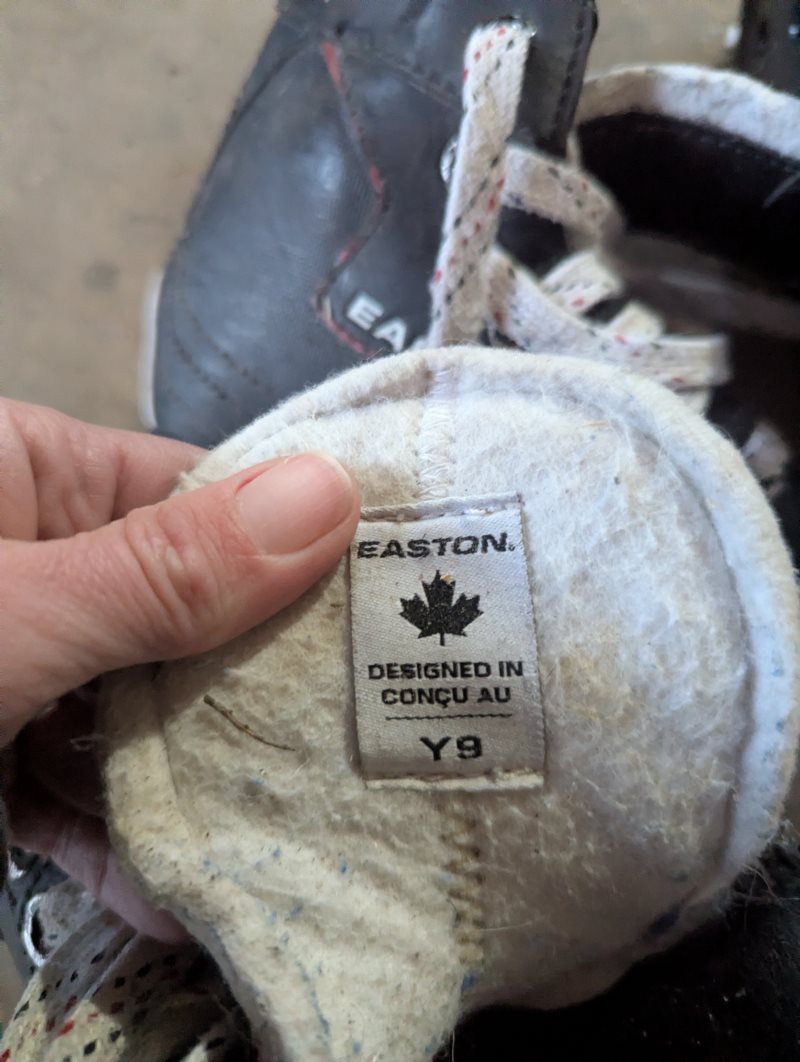 EA
EASTON.
DESIGNED IN
CONÇU AU
Y9